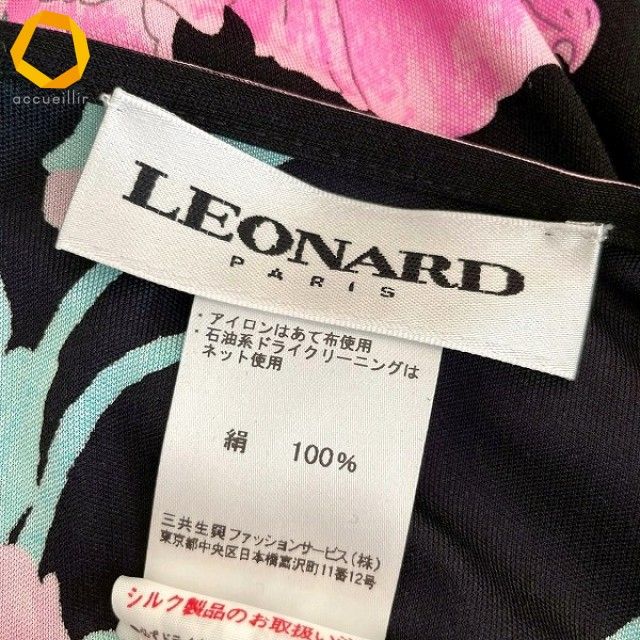 accueillir
LEONARD
PARIS
・アイロンはあて布使用
・石油系ドライクリーニングは
ネット使用
絹 100%
三共生興ファッションサービス(株)
東京都中央区日本橋富沢町11番12号
シルク製品のお取扱い